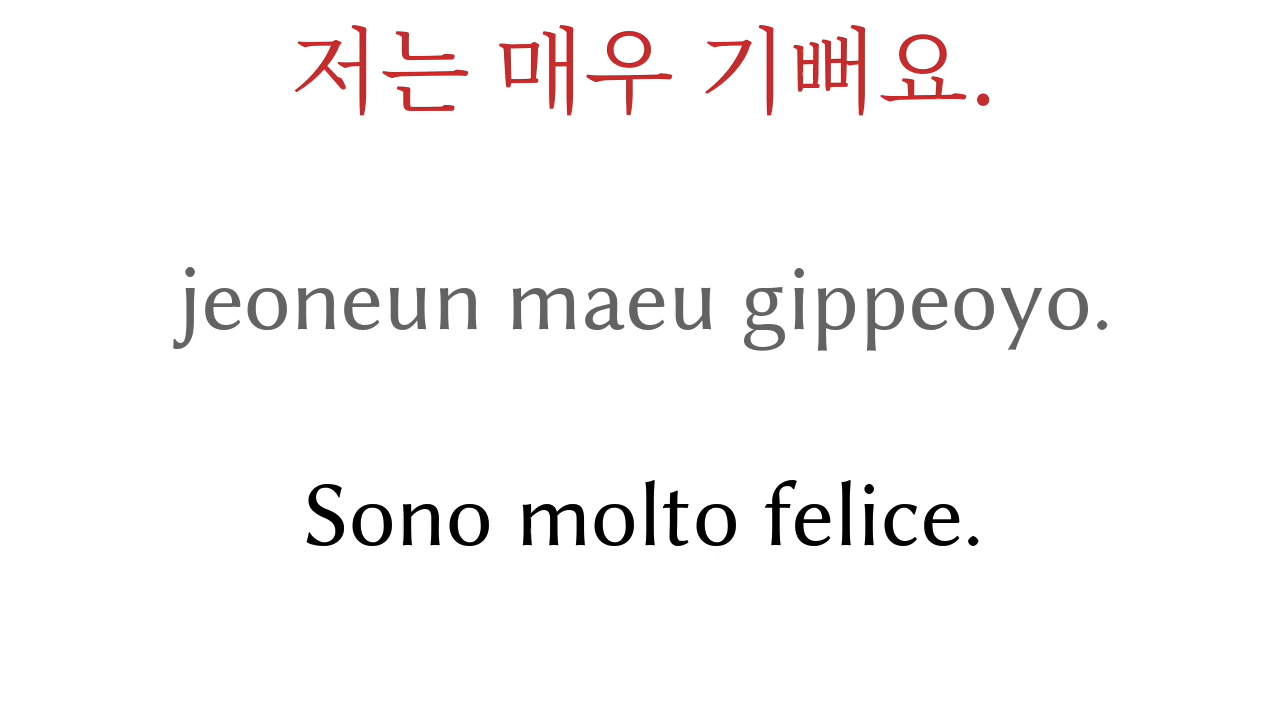 저는 매우 기뻐요.
jeoneun maeu gippeoyo.
Sono molto felice.